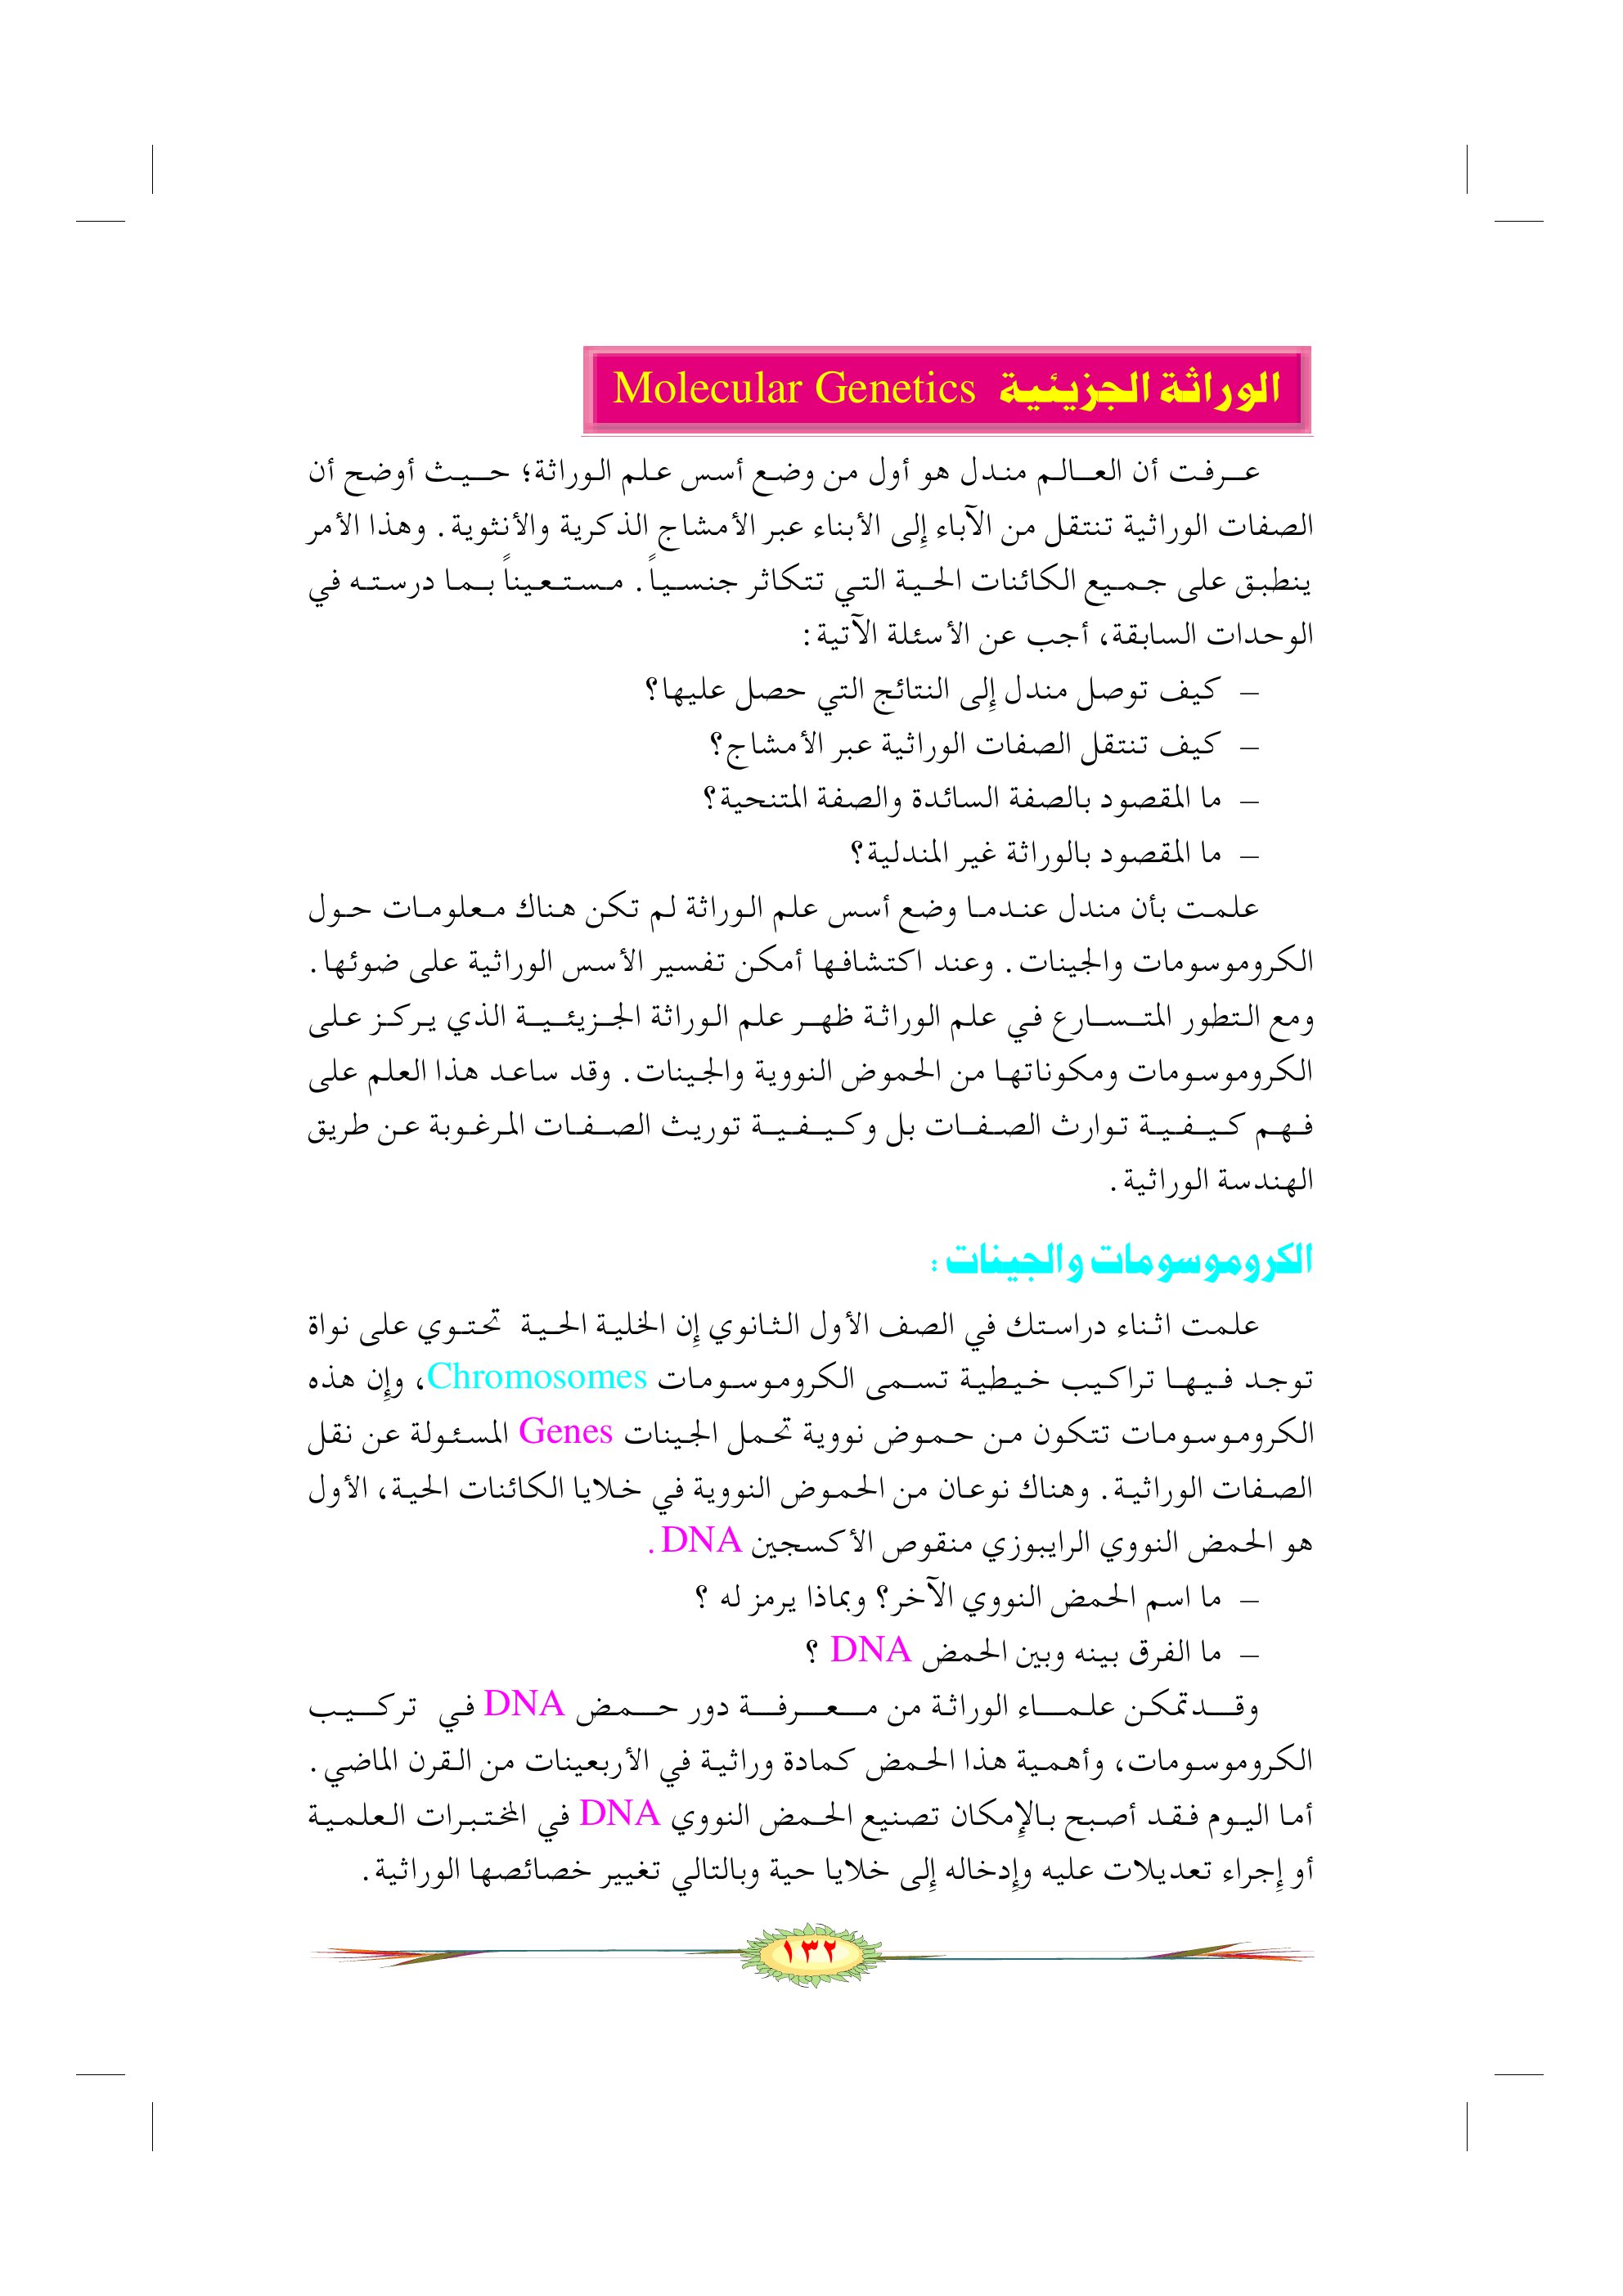 الوراثة الجزيئية Molecular Genetics
عرفت أن العالم مندل هو أول من وضع أسس علم الوراثة؛ حيث أوضح أن
الصفات الوراثية تنتقل من الآباء إلى الأبناء عبر الأمشاج الذكرية والأنثوية. وهذا الأمر
ينطبق على جميع الكائنات الحية التي تتكاثر جنسياً. مستعيناً بما درسته في
الوحدات السابقة، أجب عن الأسئلة الآتية:
– كيف توصل مندل إلى النتائج التي حصل عليها؟
– كيف تنتقل الصفات الوراثية عبر الأمشاج؟
– ما المقصود بالصفة السائدة والصفة المتنحية؟
– ما المقصود بالوراثة غير المندلية؟
علمت بأن مندل عندما وضع أسس علم الوراثة لم تكن هناك معلومات حول
الكروموسومات والجينات. وعند اكتشافها أمكن تفسير الأسس الوراثية على ضوئها.
ومع التطور المتسارع في علم الوراثة ظهر علم الوراثة الجزيئية الذي يركز على
الكروموسومات ومكوناتها من الحموض النووية والجينات. وقد ساعد هذا العلم على
فهم كيفية توارث الصفات بل وكيفية توريث الصفات المرغوبة عن طريق
الهندسة الوراثية.
الكروموسومات والجينات :
علمت اثناء دراستك في الصف الأول الثانوي إن الخلية الحية تحتوي على نواة
توجد فيها تراكيب خيطية تسمى الكروموسومات Chromosomes، وإن هذه
الكروموسومات تتكون من حموض نووية تحمل الجينات Genes المسئولة عن نقل
الصفات الوراثية. وهناك نوعان من الحموض النووية في خلايا الكائنات الحية، الأول
هو الحمض النووي الرايبوزي منقوص الأكسجين DNA.
– ما اسم الحمض النووي الآخر؟ وبماذا يرمز له ؟
– ما الفرق بينه وبين الحمض DNA ؟
وقدتمكن علماء الوراثة من معرفة دور حمض DNA في تركيب
الكروموسومات، وأهمية هذا الحمض كمادة وراثية في الأربعينات من القرن الماضي.
أما اليوم فقد أصبح بالإمكان تصنيع الحمض النووي DNA في المختبرات العلمية
أو إجراء تعديلات عليه وإدخاله إلى خلايا حية وبالتالي تغيير خصائصها الوراثية.
١٣٢